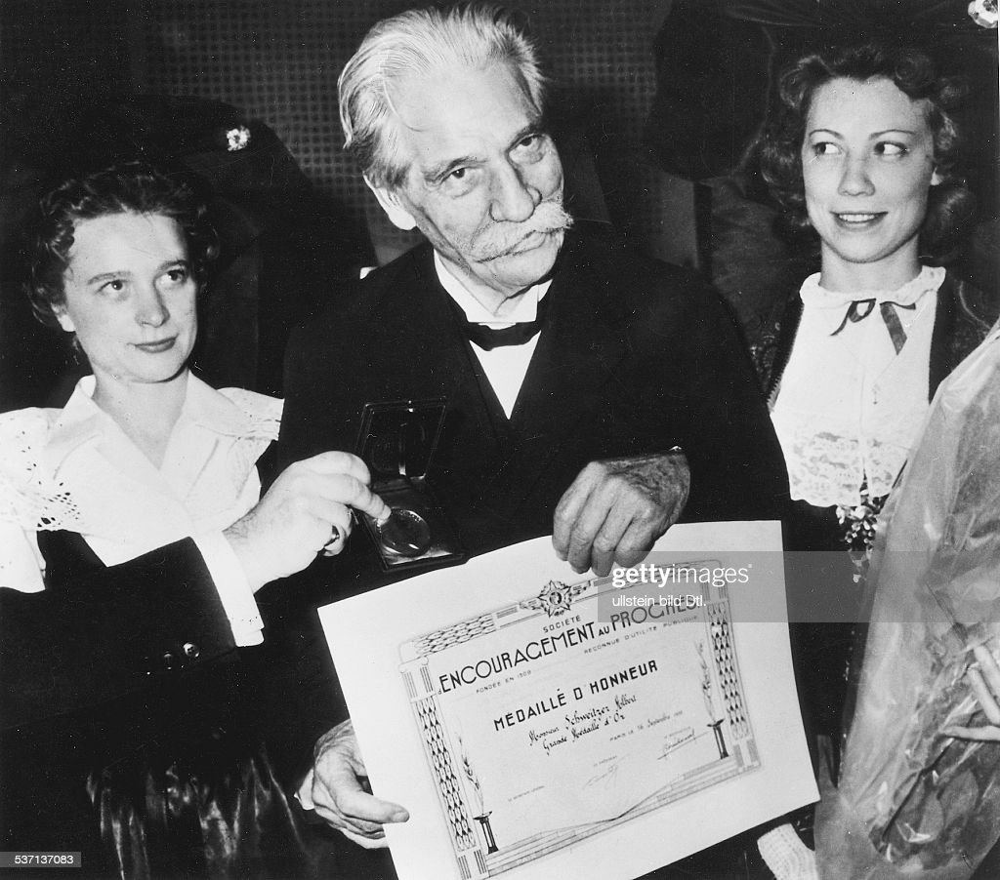 SOCIÉTÉ
D'ENCOURAGEMENT AU PROGRÈS
FONDÉE EN 1908 RECONNUE D'UTILITÉ PUBLIQUE
MÉDAILLE D HONNEUR
Monsieur Schweitzer Albert
Grande Médaille d'Or
gettyimages®
ullstein bild Dtl.
537137083